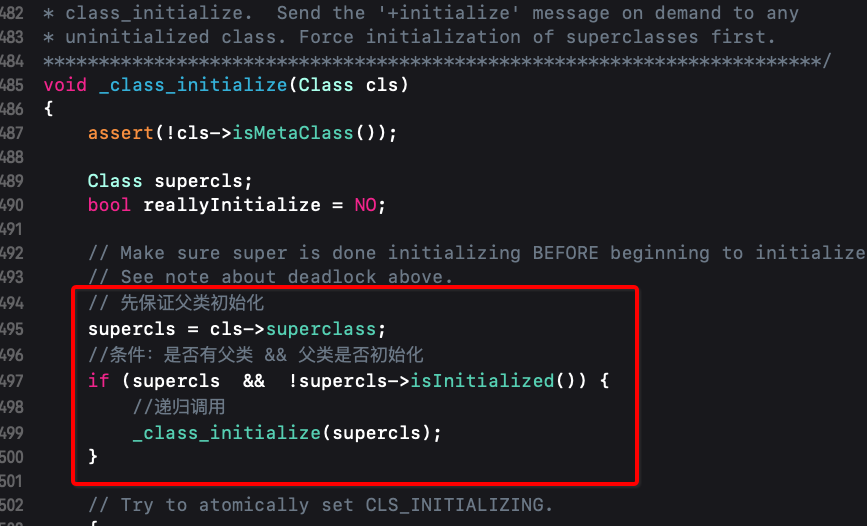 482 * class_initialize.  Send the '+initialize' message on demand to any
483 * uninitialized class. Force initialization of superclasses first.
484 **********************************************************************/
485 void _class_initialize(Class cls)
486 {
487     assert(!cls->isMetaClass());
488
489     Class supercls;
490     bool reallyInitialize = NO;
491
492     // Make sure super is done initializing BEFORE beginning to initialize
493     // See note about deadlock above.
494     // 先保证父类初始化
495     supercls = cls->superclass;
496     //条件：是否有父类 && 父类是否初始化
497     if (supercls  &&  !supercls->isInitialized()) {
498         //递归调用
499         _class_initialize(supercls);
500     }
501
502     // Try to atomically set CLS_INITIALIZING.